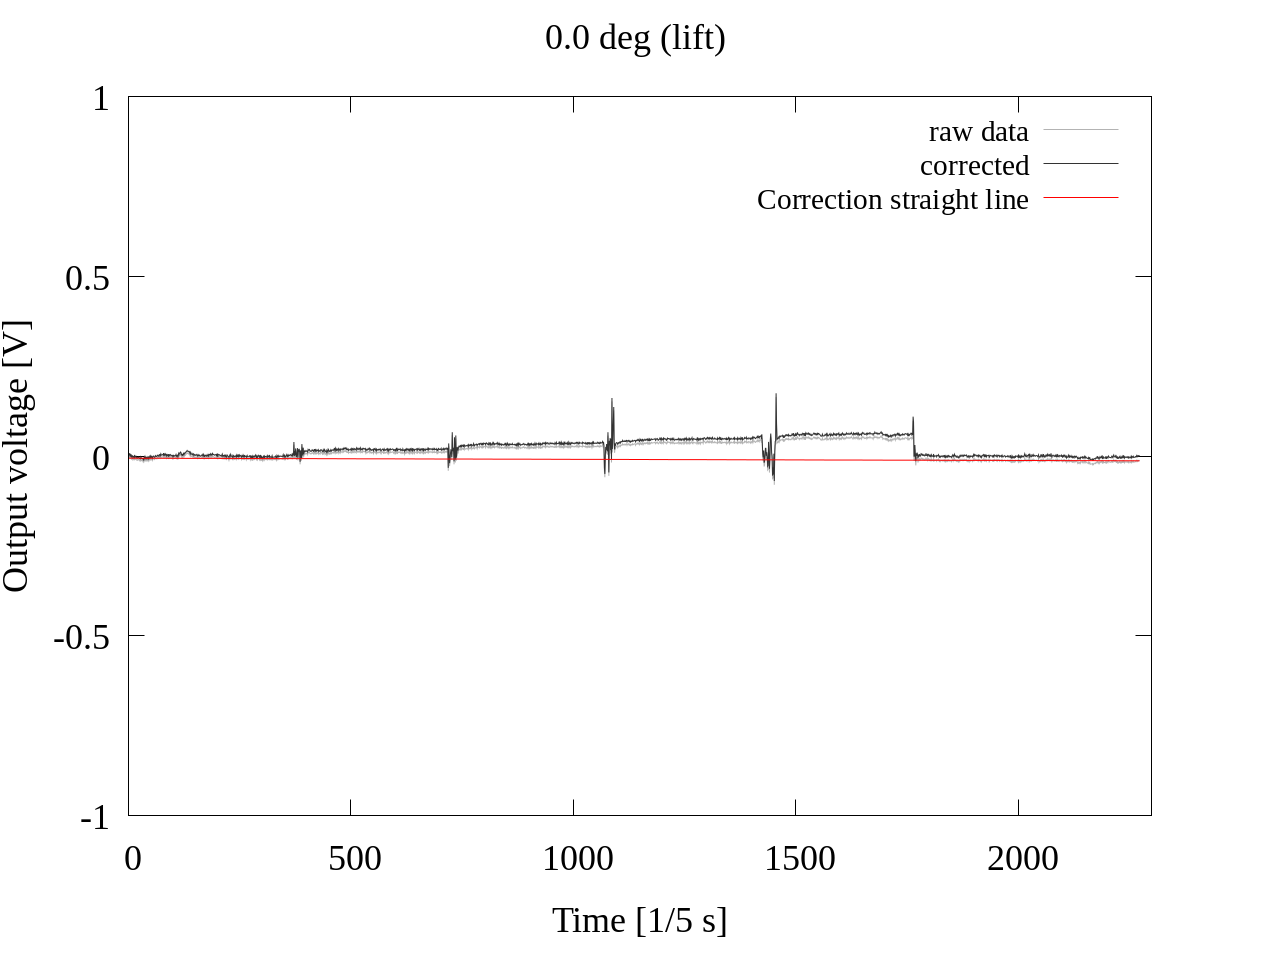 0.0 deg (lift)
1
0.5
0
-0.5
-1
Output voltage [V]
raw data
corrected
Correction straight line
0 500 1000 1500 2000
Time [1/5 s]